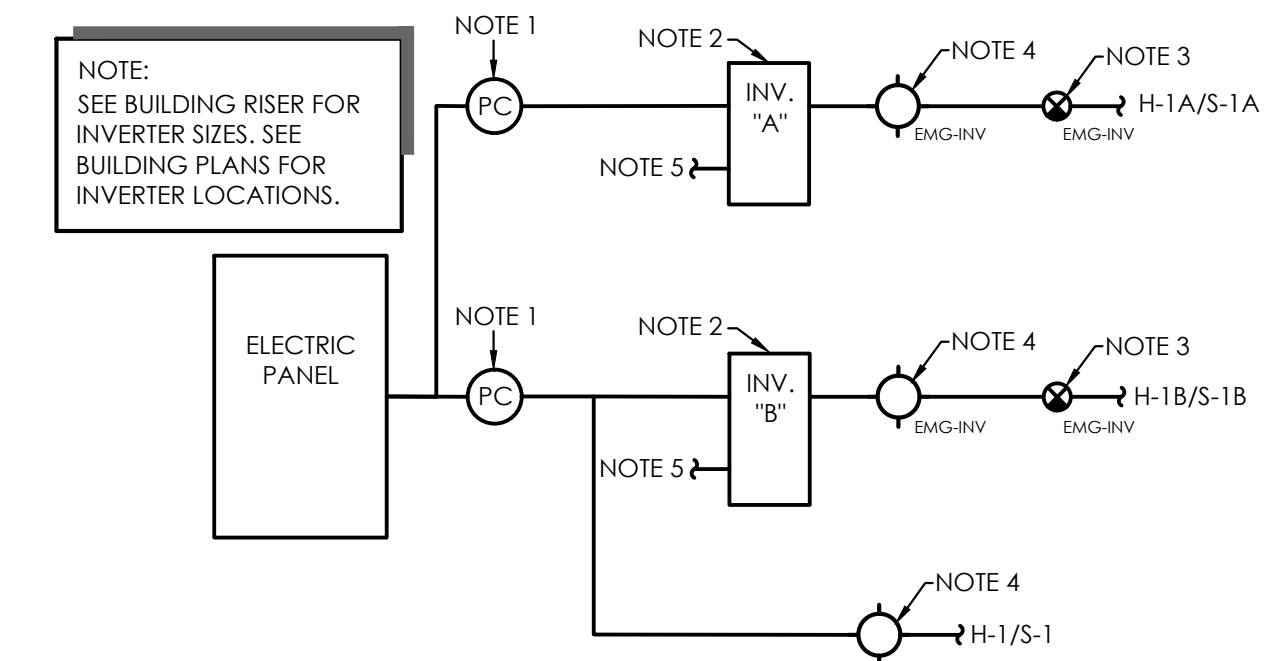 NOTE:
SEE BUILDING RISER FOR
INVERTER SIZES. SEE
BUILDING PLANS FOR
INVERTER LOCATIONS.
NOTE 1
NOTE 2
NOTE 4
NOTE 3
PC
INV.
"A"
H-1A/S-1A
EMG-INV
EMG-INV
NOTE 5
ELECTRIC
PANEL
NOTE 1
NOTE 2
NOTE 4
NOTE 3
PC
INV.
"B"
H-1B/S-1B
EMG-INV
EMG-INV
NOTE 5
NOTE 4
H-1/S-1